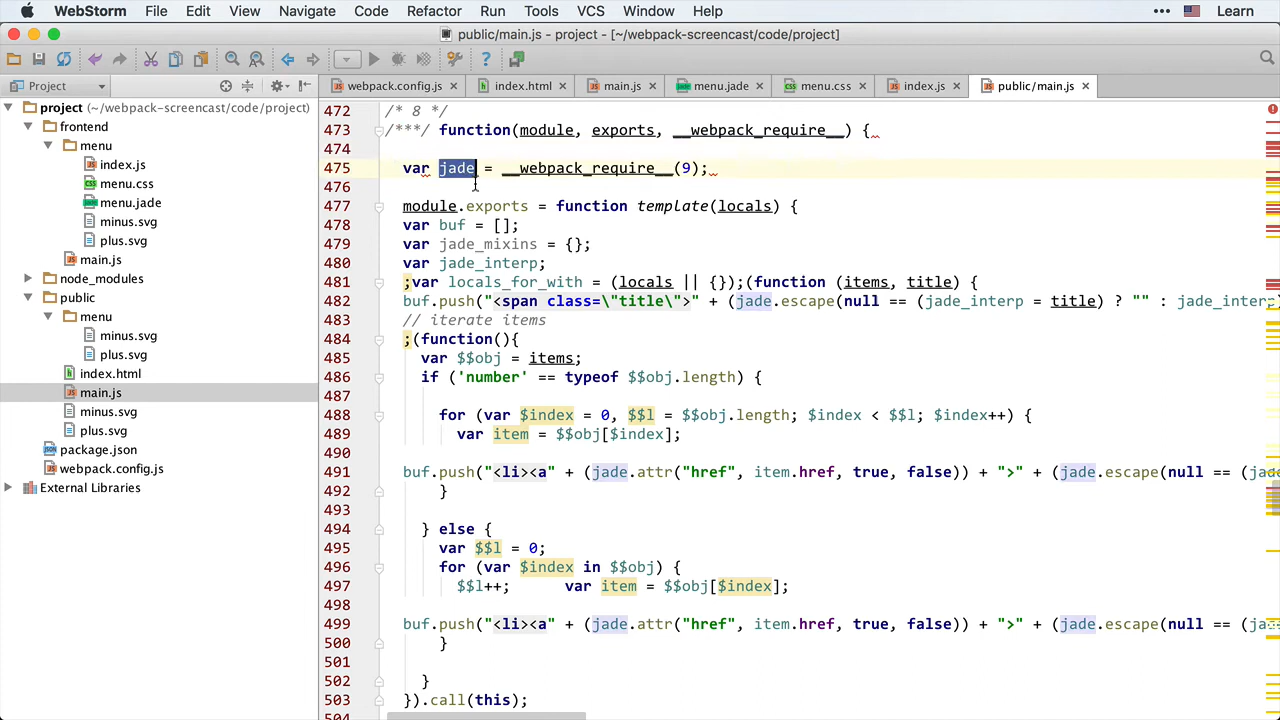 WebStorm File Edit View Navigate Code Refactor Run Tools VCS Window Help ••• Learn
public/main.js - project - [~/webpack-screencast/code/project]
Project
webpack.config.js index.html main.js menu.jade menu.css index.js public/main.js
project (~/webpack-screencast/code/project)
frontend
menu
index.js
menu.css
menu.jade
minus.svg
plus.svg
main.js
node_modules
public
menu
minus.svg
plus.svg
index.html
main.js
minus.svg
plus.svg
package.json
webpack.config.js
External Libraries
472 /* 8 */
473 /***/ function(module, exports, __webpack_require__) {
474
475 var jade = __webpack_require__(9);
476
477 module.exports = function template(locals) {
478 var buf = [];
479 var jade_mixins = {};
480 var jade_interp;
481 ;var locals_for_with = (locals || {});(function (items, title) {
482 buf.push("<span class=\"title\">" + (jade.escape(null == (jade_interp = title) ? "" : jade_interp
483 // iterate items
484 ;(function(){
485 var $$obj = items;
486 if ('number' == typeof $$obj.length) {
487
488 for (var $index = 0, $$l = $$obj.length; $index < $$l; $index++) {
489 var item = $$obj[$index];
490
491 buf.push("<li><a" + (jade.attr("href", item.href, true, false)) + ">" + (jade.escape(null == (jade
492 }
493
494 } else {
495 var $$l = 0;
496 for (var $index in $$obj) {
497 $$l++; var item = $$obj[$index];
498
499 buf.push("<li><a" + (jade.attr("href", item.href, true, false)) + ">" + (jade.escape(null == (jade
500 }
501
502 }
503 }).call(this);
504